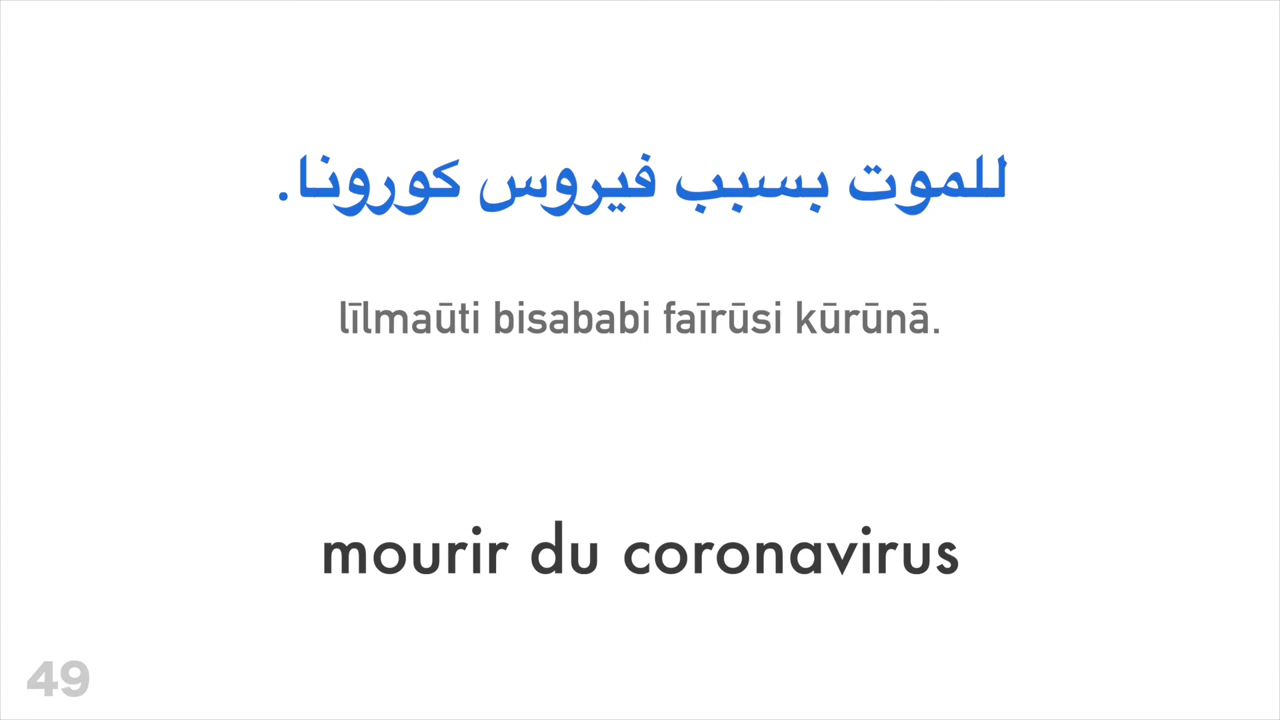 للموت بسبب فيروس كورونا.
līlmaūti bisababi faīrūsi kūrūnā.
mourir du coronavirus
49